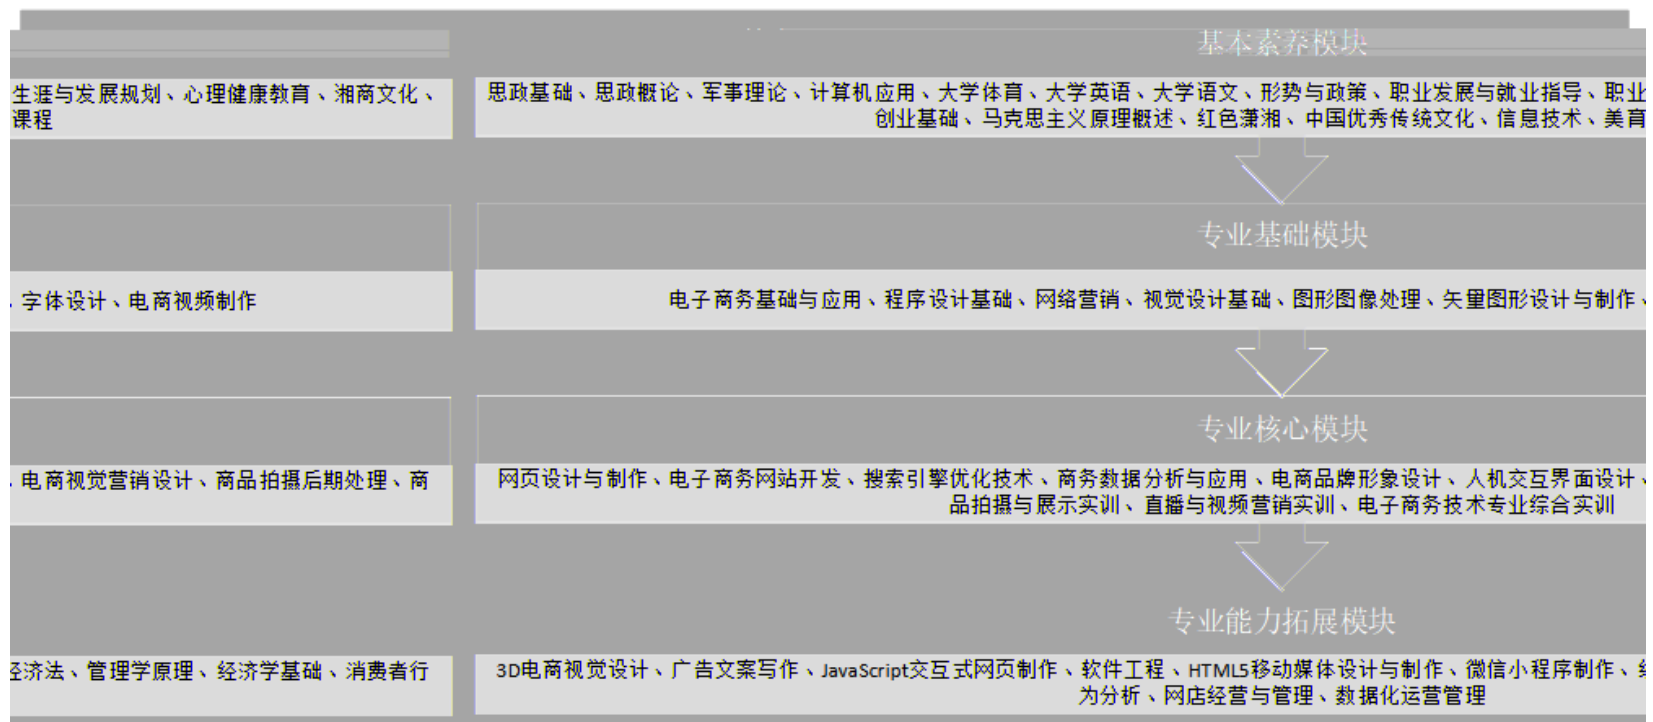 基本素养模块
生涯与发展规划、心理健康教育、湘商文化、
课程
思政基础、思政概论、军事理论、计算机应用、大学体育、大学英语、大学语文、形势与政策、职业发展与就业指导、职业
创业基础、马克思主义原理概述、红色潇湘、中国优秀传统文化、信息技术、美育
专业基础模块
、字体设计、电商视频制作
电子商务基础与应用、程序设计基础、网络营销、视觉设计基础、图形图像处理、矢量图形设计与制作、
专业核心模块
、电商视觉营销设计、商品拍摄后期处理、商
网页设计与制作、电子商务网站开发、搜索引擎优化技术、商务数据分析与应用、电商品牌形象设计、人机交互界面设计、
品拍摄与展示实训、直播与视频营销实训、电子商务技术专业综合实训
专业能力拓展模块
济法、管理学原理、经济学基础、消费者行
3D电商视觉设计、广告文案写作、JavaScript交互式网页制作、软件工程、HTML5移动媒体设计与制作、微信小程序制作、
为分析、网店经营与管理、数据化运营管理